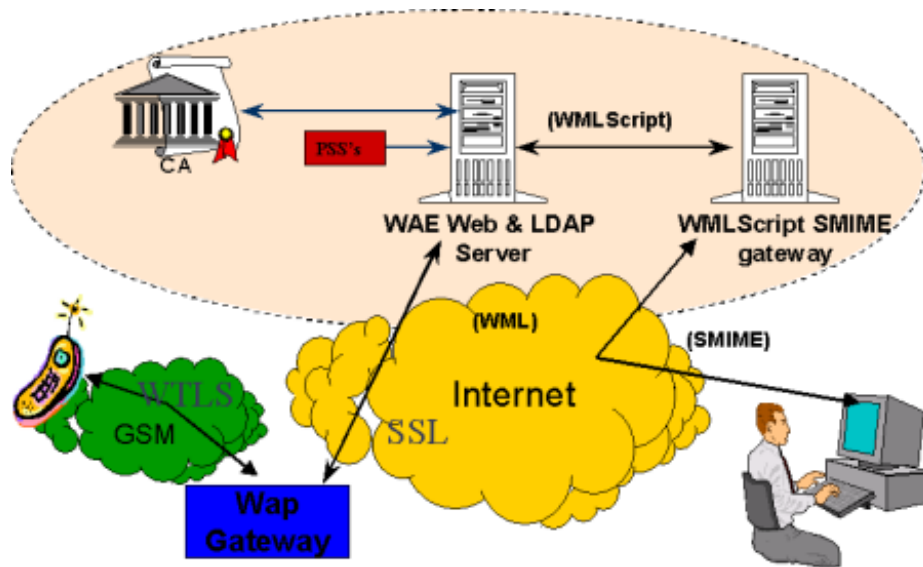 CA
PSS's
(WMLScript)
WAE Web & LDAP
Server
WMLScript SMIME
gateway
(WML)
(SMIME)
Internet
WTLS
GSM
SSL
Wap
Gateway